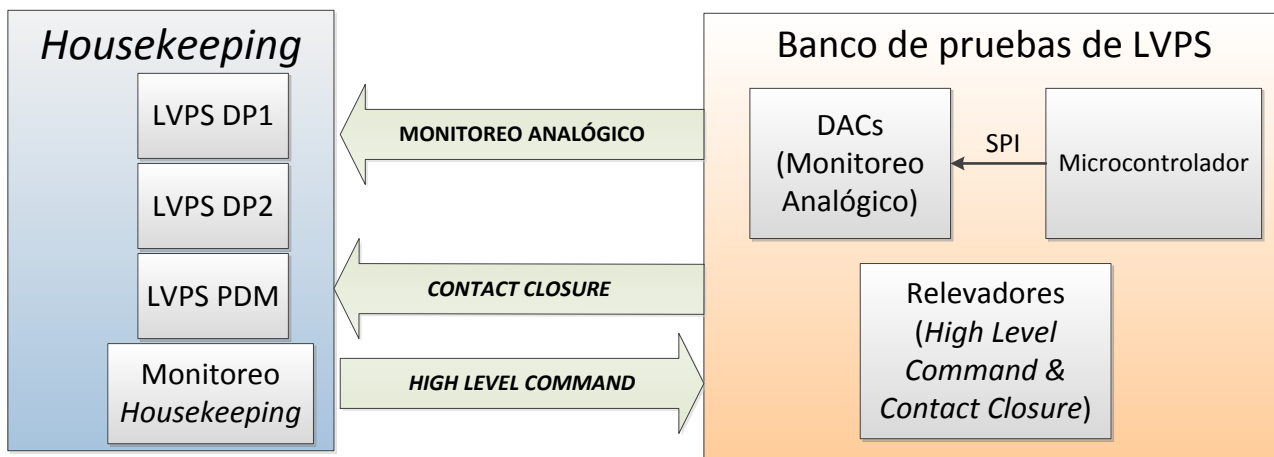 Housekeeping
LVPS DP1
LVPS DP2
LVPS PDM
Monitoreo
Housekeeping
MONITOREO ANALÓGICO
CONTACT CLOSURE
HIGH LEVEL COMMAND
Banco de pruebas de LVPS
DACs
(Monitoreo
Analógico)
SPI
Microcontrolador
Relevadores
(High Level
Command &
Contact Closure)